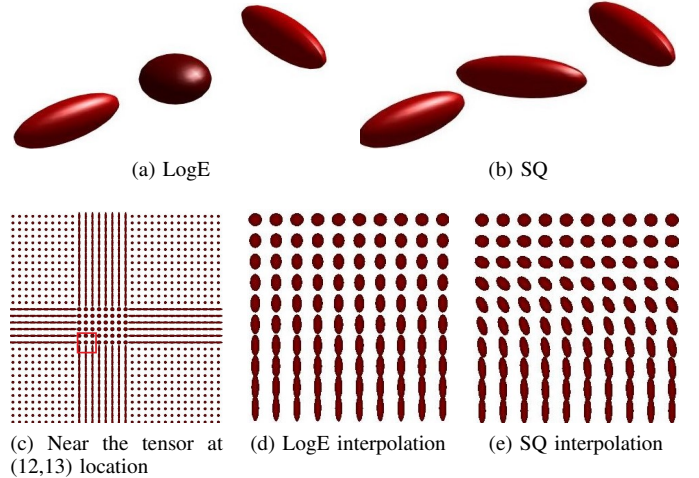 (a) LogE
(b) SQ
(c) Near the tensor at
(12,13) location
(d) LogE interpolation
(e) SQ interpolation